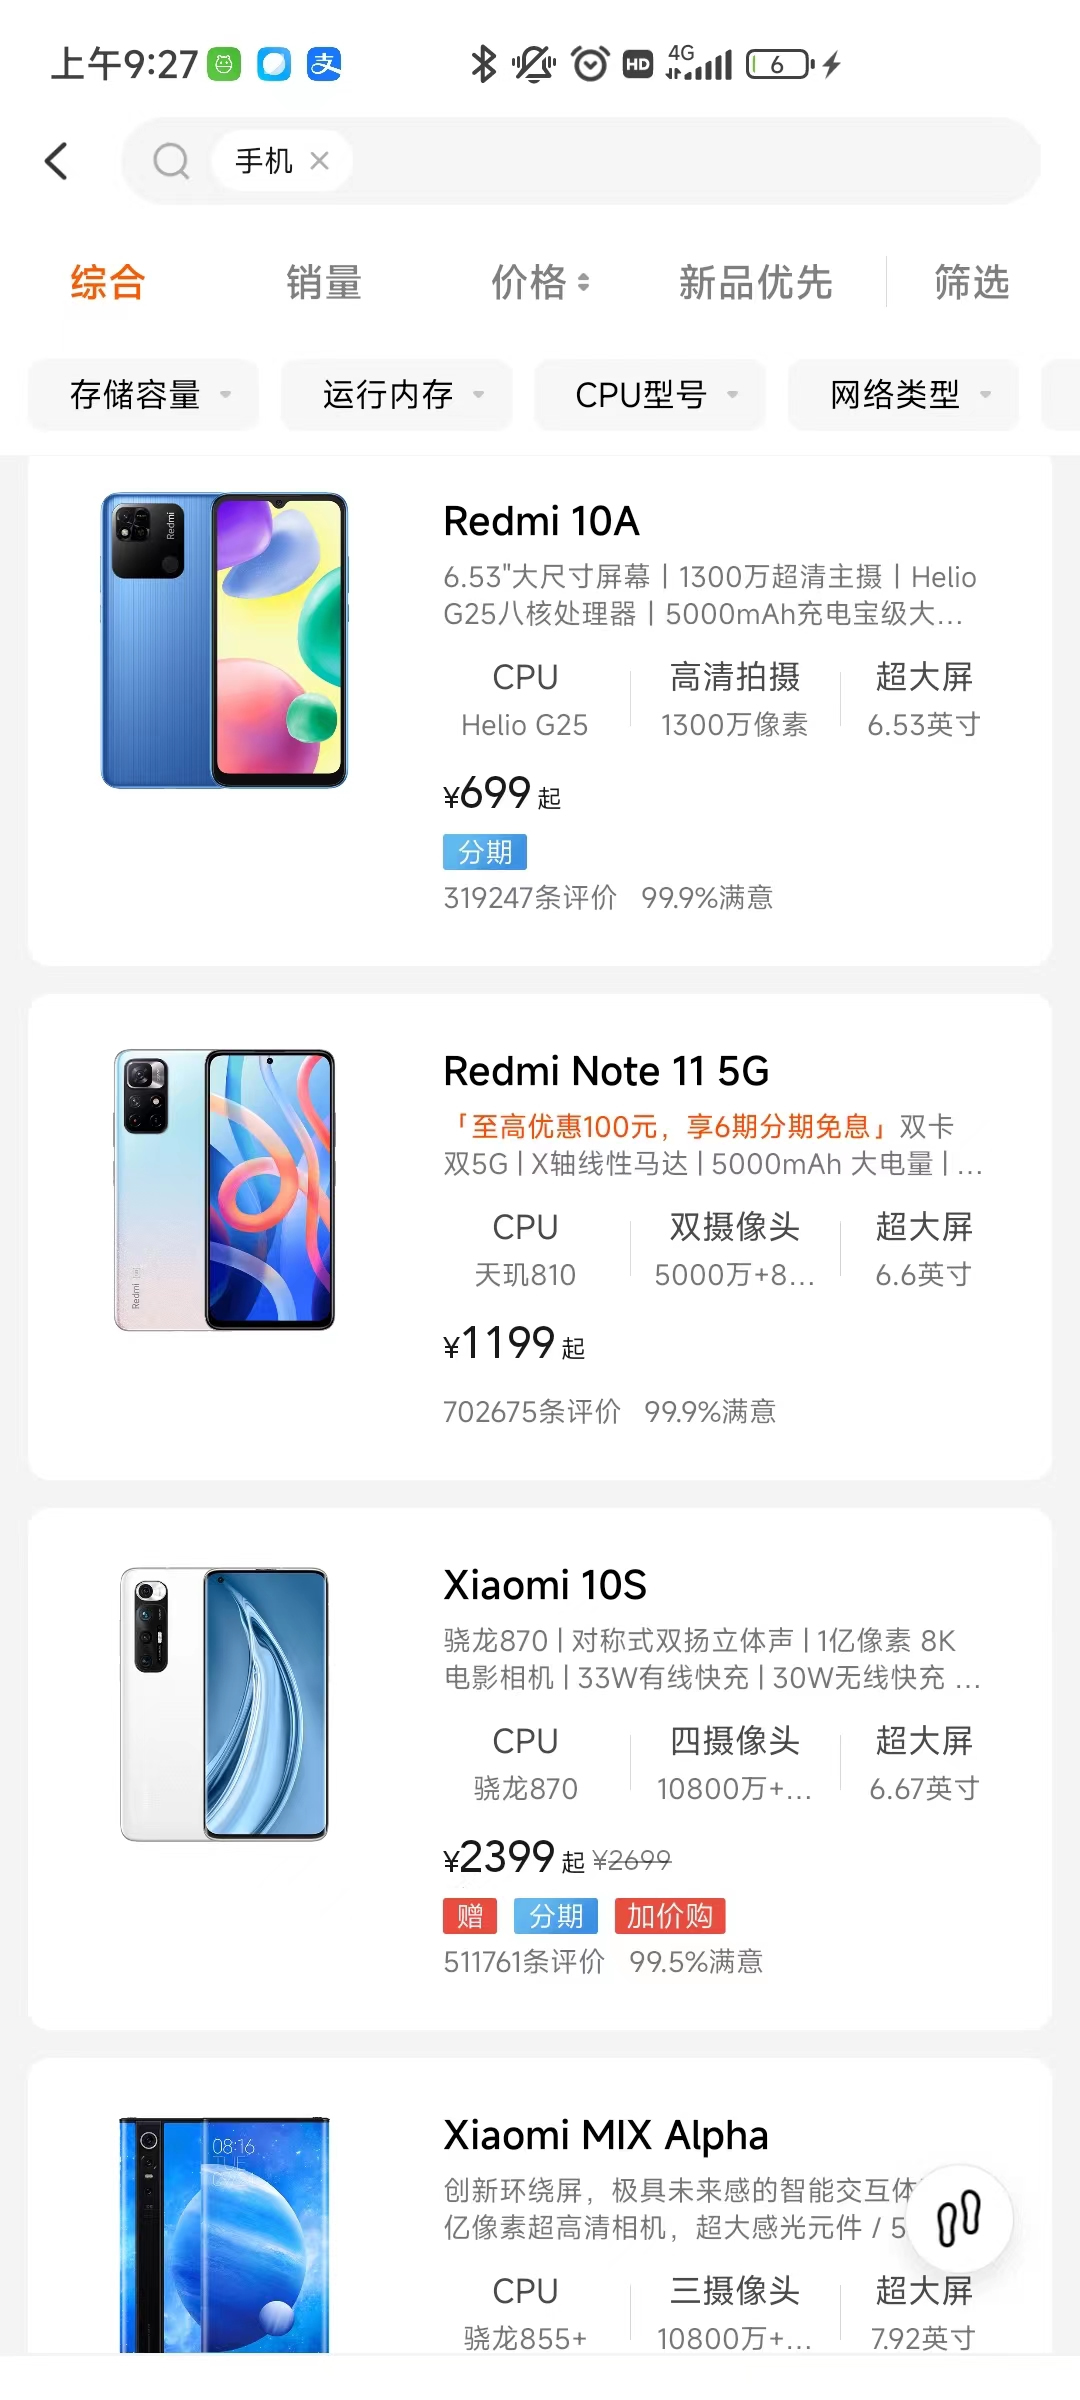 上午9:27 支 HD 4G 6
手机
综合 销量 价格 新品优先 筛选
存储容量 运行内存 CPU型号 网络类型
Redmi 10A
Redmi
6.53"大尺寸屏幕丨1300万超清主摄丨Helio
G25八核处理器丨5000mAh充电宝级大...
CPU 高清拍摄 超大屏
Helio G25 1300万像素 6.53英寸
¥699 起
分期
319247条评价 99.9%满意
Redmi Note 11 5G
「至高优惠100元，享6期分期免息」双卡
双5G | X轴线性马达 | 5000mAh 大电量 | ...
Redmi
CPU 双摄像头 超大屏
天玑810 5000万+8... 6.6英寸
¥1199 起
702675条评价 99.9%满意
Xiaomi 10S
骁龙870 | 对称式双扬立体声 | 1亿像素 8K
电影相机 | 33W有线快充 | 30W无线快充 ...
CPU 四摄像头 超大屏
骁龙870 10800万+... 6.67英寸
¥2399 起 ¥2699
赠 分期 加价购
511761条评价 99.5%满意
Xiaomi MIX Alpha
08:16
TUE
创新环绕屏，极具未来感的智能交互体
亿像素超高清相机，超大感光元件 / 5
CPU 三摄像头 超大屏
骁龙855+ 10800万+... 7.92英寸